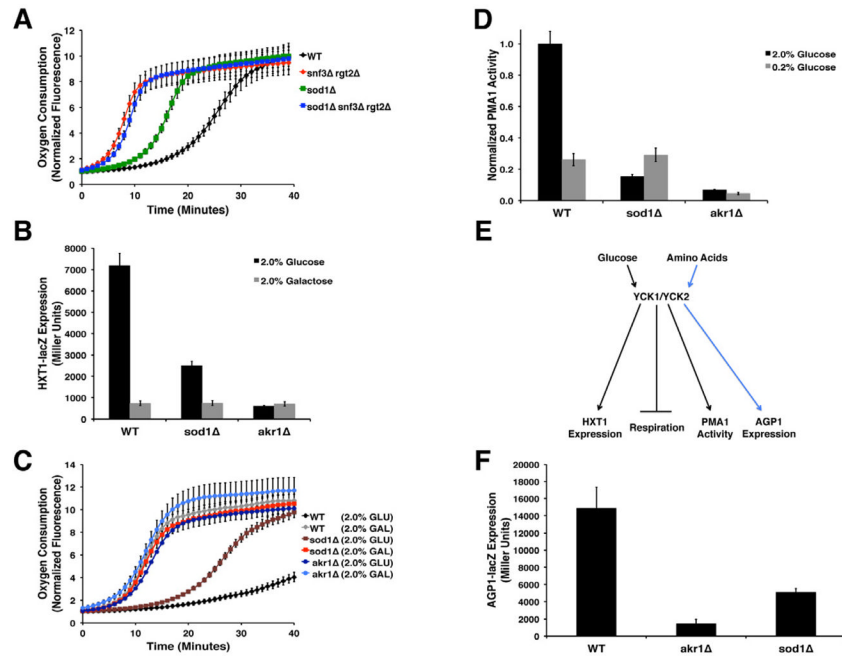 A
Oxygen Consumption
(Normalized Fluorescence)
12
10
8
6
4
2
0
0
10
20
30
40
Time (Minutes)
WT
snf3Δ rgt2Δ
sod1Δ
sod1Δ snf3Δ rgt2Δ
B
HXT1-lacZ Expression
(Miller Units)
8000
7000
6000
5000
4000
3000
2000
1000
0
2.0% Glucose
2.0% Galactose
WT
sod1Δ
akr1Δ
C
Oxygen Consumption
(Normalized Fluorescence)
14
12
10
8
6
4
2
0
0
10
20
30
40
Time (Minutes)
WT (2.0% GLU)
WT (2.0% GAL)
sod1Δ (2.0% GLU)
sod1Δ (2.0% GAL)
akr1Δ (2.0% GLU)
akr1Δ (2.0% GAL)
D
Normalized PMA1 Activity
1.0
0.8
0.6
0.4
0.2
0.0
2.0% Glucose
0.2% Glucose
WT
sod1Δ
akr1Δ
E
Glucose
Amino Acids
YCK1/YCK2
HXT1
Expression
Respiration
PMA1
Activity
AGP1
Expression
F
AGP1-lacZ Expression
(Miller Units)
20000
18000
16000
14000
12000
10000
8000
6000
4000
2000
0
WT
akr1Δ
sod1Δ